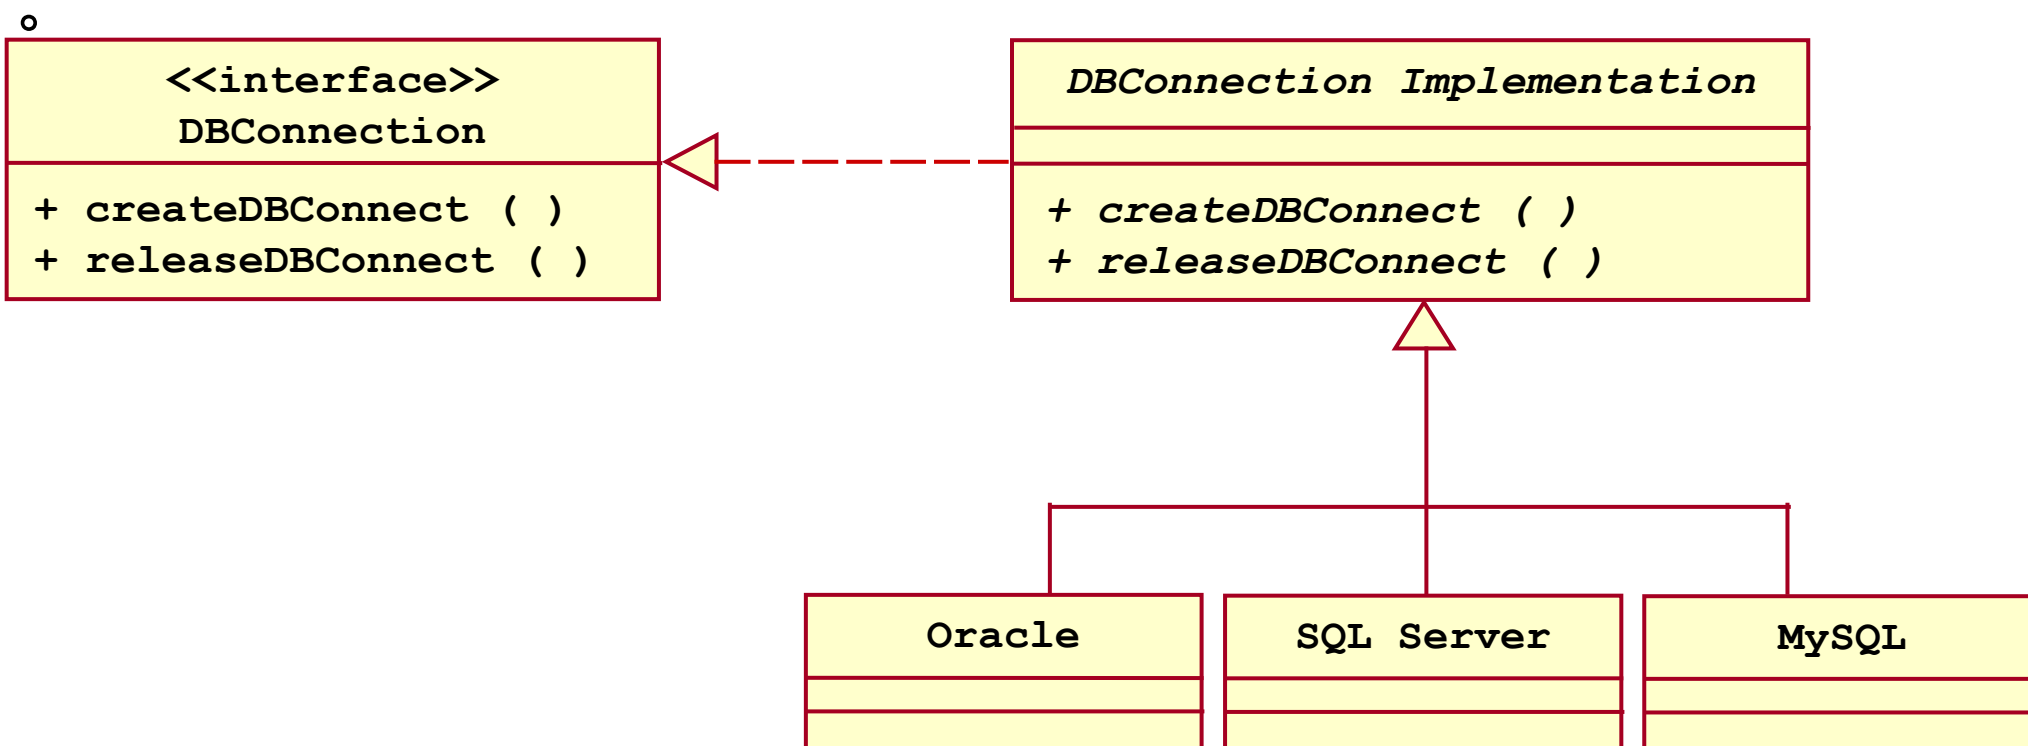 <<interface>>
DBConnection
+ createDBConnect ( )
+ releaseDBConnect ( )
DBConnection Implementation
+ createDBConnect ( )
+ releaseDBConnect ( )
Oracle
SQL Server
MySQL